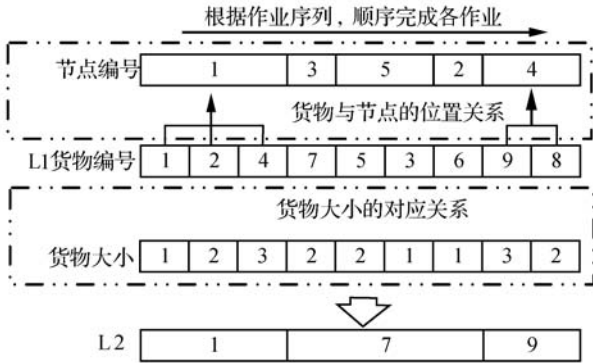 根据作业序列,顺序完成各作业
节点编号 1 3 5 2 4
货物与节点的位置关系
L1货物编号 1 2 4 7 5 3 6 9 8
货物大小的对应关系
货物大小 1 2 3 2 2 1 1 3 2
L2 1 7 9